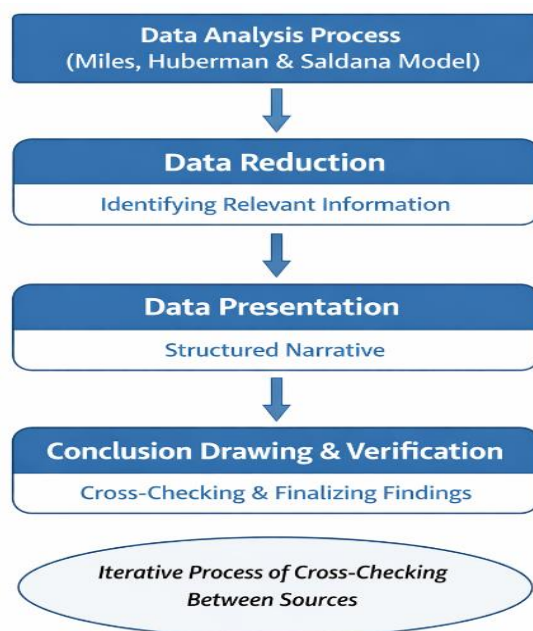 Data Analysis Process
(Miles, Huberman & Saldana Model)
Data Reduction
Identifying Relevant Information
Data Presentation
Structured Narrative
Conclusion Drawing & Verification
Cross-Checking & Finalizing Findings
Iterative Process of Cross-Checking
Between Sources